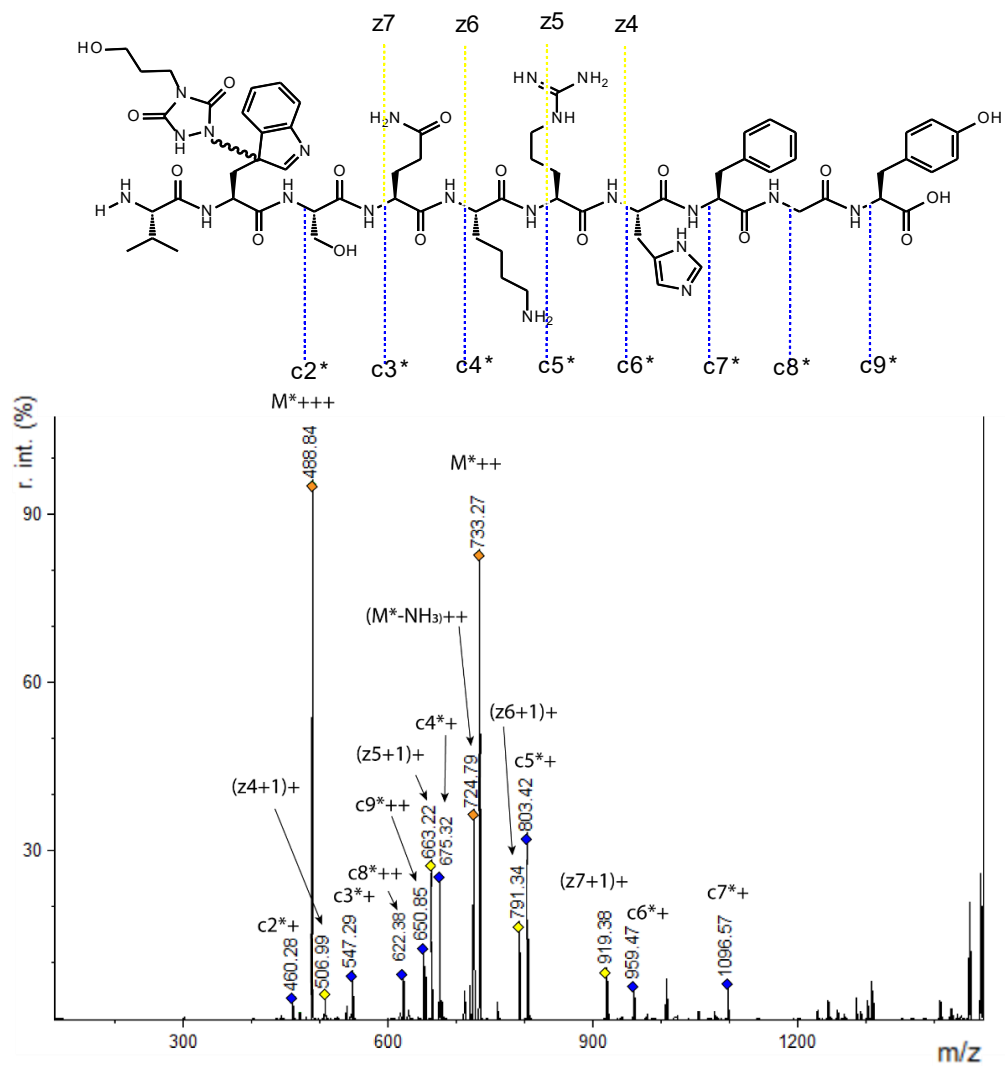 z7 z6 z5 z4
HO
N
O
O
N
NH
N
H₂N
O
HN
NH₂
NH
OH
H
N
H
O
N
H
O
H
N
O
OH
N
H
O
H
N
O
NH₂
N
H
O
H
N
O
H
N
N
N
H
O
H
N
O
N
H
O
OH
c2* c3* c4* c5* c6* c7* c8* c9*
r. int. (%)
90
60
30
300 600 900 1200
m/z
M*+++
488.84
M*++
733.27
(M*-NH₃)++
724.79
(z6+1)+
791.34
c4*+
675.32
c5*+
803.42
(z5+1)+
663.22
(z4+1)+
506.99
c9*++
650.85
c8*++
622.38
c3*+
547.29
c2*+
460.28
(z7+1)+
919.38
c6*+
959.47
c7*+
1096.57